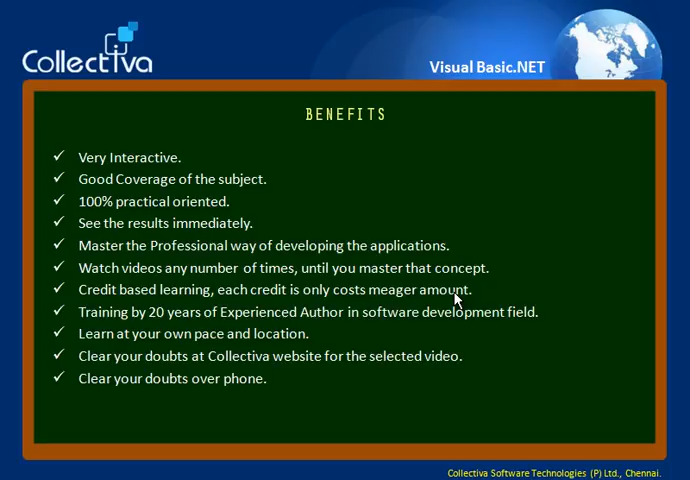 Collectiva
Visual Basic.NET
BENEFITS
✓ Very Interactive.
✓ Good Coverage of the subject.
✓ 100% practical oriented.
✓ See the results immediately.
✓ Master the Professional way of developing the applications.
✓ Watch videos any number of times, until you master that concept.
✓ Credit based learning, each credit is only costs meager amount.
✓ Training by 20 years of Experienced Author in software development field.
✓ Learn at your own pace and location.
✓ Clear your doubts at Collectiva website for the selected video.
✓ Clear your doubts over phone.
Collectiva Software Technologies (P) Ltd., Chennai.